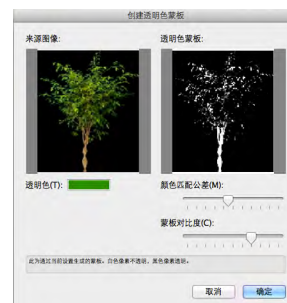 创建透明色蒙板
来源图像:
透明色蒙板:
透明色(T):
颜色匹配公差(M):
蒙板对比度(C):
此为通过当前设置生成的蒙板。白色像素不透明，黑色像素透明。
取消
确定